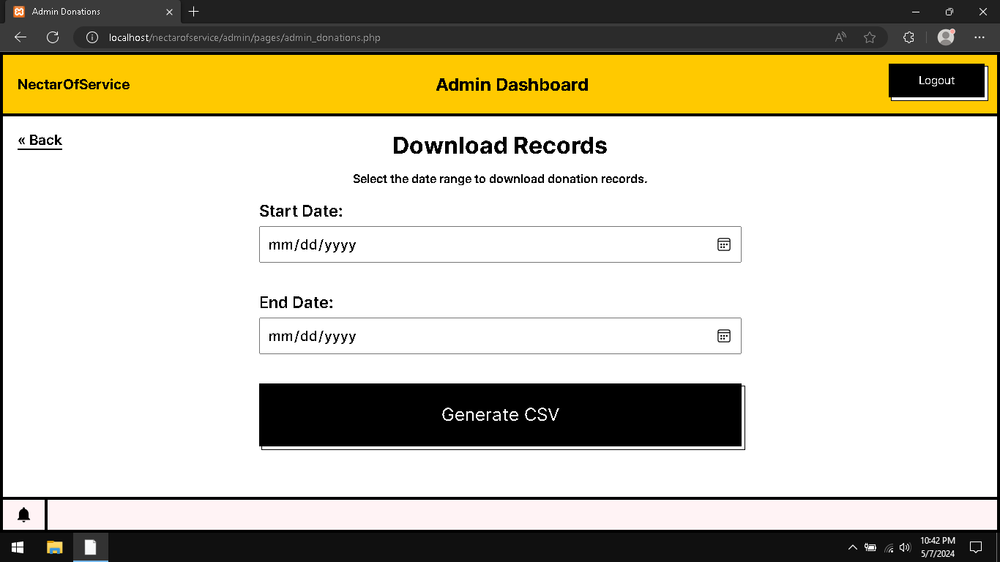 Admin Donations
localhost/nectarofservice/admin/pages/admin_donations.php
NectarOfService
Admin Dashboard
Logout
« Back
Download Records
Select the date range to download donation records.
Start Date:
mm/dd/yyyy
End Date:
mm/dd/yyyy
Generate CSV
10:42 PM
5/7/2024